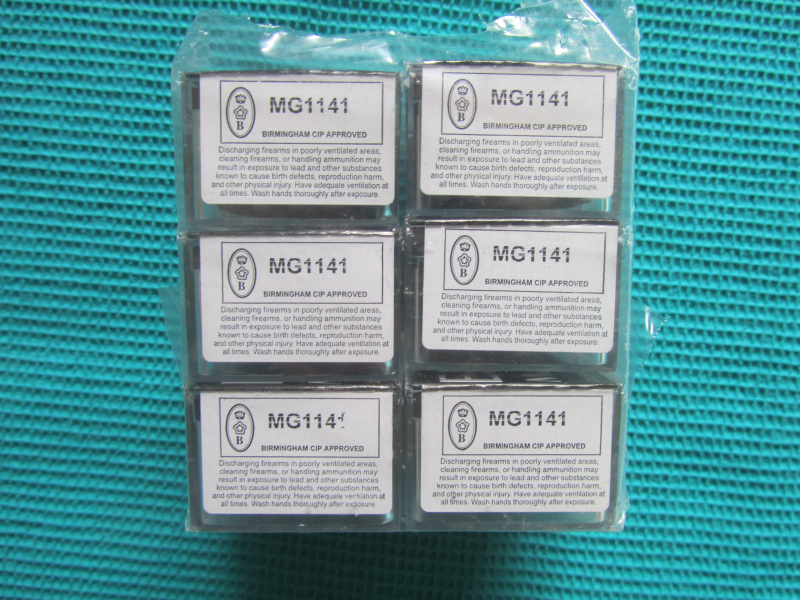 MG1141
B
BIRMINGHAM CIP APPROVED
Discharging firearms in poorly ventilated areas,
cleaning firearms, or handling ammunition may
result in exposure to lead and other substances
known to cause birth defects, reproduction harm,
and other physical injury. Have adequate ventilation at
all times. Wash hands thoroughly after exposure.
MG1141
B
BIRMINGHAM CIP APPROVED
Discharging firearms in poorly ventilated areas,
cleaning firearms, or handling ammunition may
result in exposure to lead and other substances
known to cause birth defects, reproduction harm,
and other physical injury. Have adequate ventilation at
all times. Wash hands thoroughly after exposure.
MG1141
B
BIRMINGHAM CIP APPROVED
Discharging firearms in poorly ventilated areas,
cleaning firearms, or handling ammunition may
result in exposure to lead and other substances
known to cause birth defects, reproduction harm,
and other physical injury. Have adequate ventilation at
all times. Wash hands thoroughly after exposure.
MG1141
B
BIRMINGHAM CIP APPROVED
Discharging firearms in poorly ventilated areas,
cleaning firearms, or handling ammunition may
result in exposure to lead and other substances
known to cause birth defects, reproduction harm,
and other physical injury. Have adequate ventilation at
all times. Wash hands thoroughly after exposure.
MG1141
B
BIRMINGHAM CIP APPROVED
Discharging firearms in poorly ventilated areas,
cleaning firearms, or handling ammunition may
result in exposure to lead and other substances
known to cause birth defects, reproduction harm,
and other physical injury. Have adequate ventilation at
all times. Wash hands thoroughly after exposure.
MG1141
B
BIRMINGHAM CIP APPROVED
Discharging firearms in poorly ventilated areas,
cleaning firearms, or handling ammunition may
result in exposure to lead and other substances
known to cause birth defects, reproduction harm,
and other physical injury. Have adequate ventilation at
all times. Wash hands thoroughly after exposure.